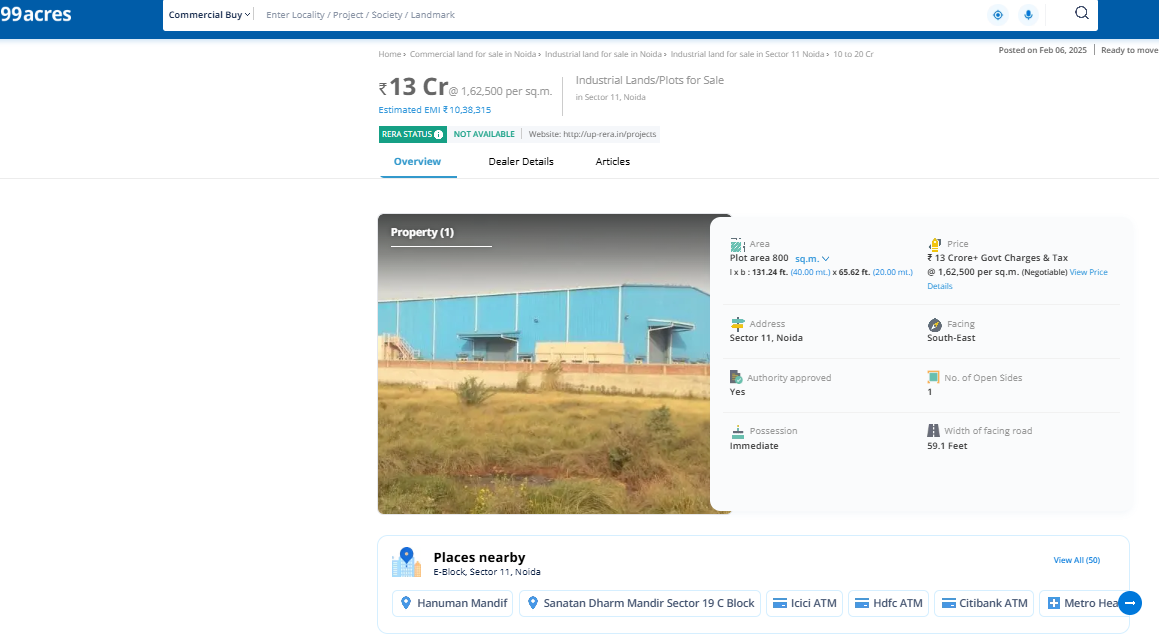 99acres
Commercial Buy
Enter Locality / Project / Society / Landmark
Home › Commercial land for sale in Noida › Industrial land for sale in Noida › Industrial land for sale in Sector 11 Noida › 10 to 20 Cr
Posted on Feb 06, 2025 | Ready to move
₹13 Cr @ 1,62,500 per sq.m.
Estimated EMI ₹10,38,315
Industrial Lands/Plots for Sale
in Sector 11, Noida
RERA STATUS NOT AVAILABLE | Website: http://up-rera.in/projects
Overview
Dealer Details
Articles
Property (1)
Area
Plot area 800 sq.m.
l x b : 131.24 ft. (40.00 mt.) x 65.62 ft. (20.00 mt.)
Price
₹ 13 Crore+ Govt Charges & Tax
@ 1,62,500 per sq.m. (Negotiable) View Price
Details
Address
Sector 11, Noida
Facing
South-East
Authority approved
Yes
No. of Open Sides
1
Possession
Immediate
Width of facing road
59.1 Feet
Places nearby
E-Block, Sector 11, Noida
View All (50)
Hanuman Mandif
Sanatan Dharm Mandir Sector 19 C Block
Icici ATM
Hdfc ATM
Citibank ATM
Metro Hea